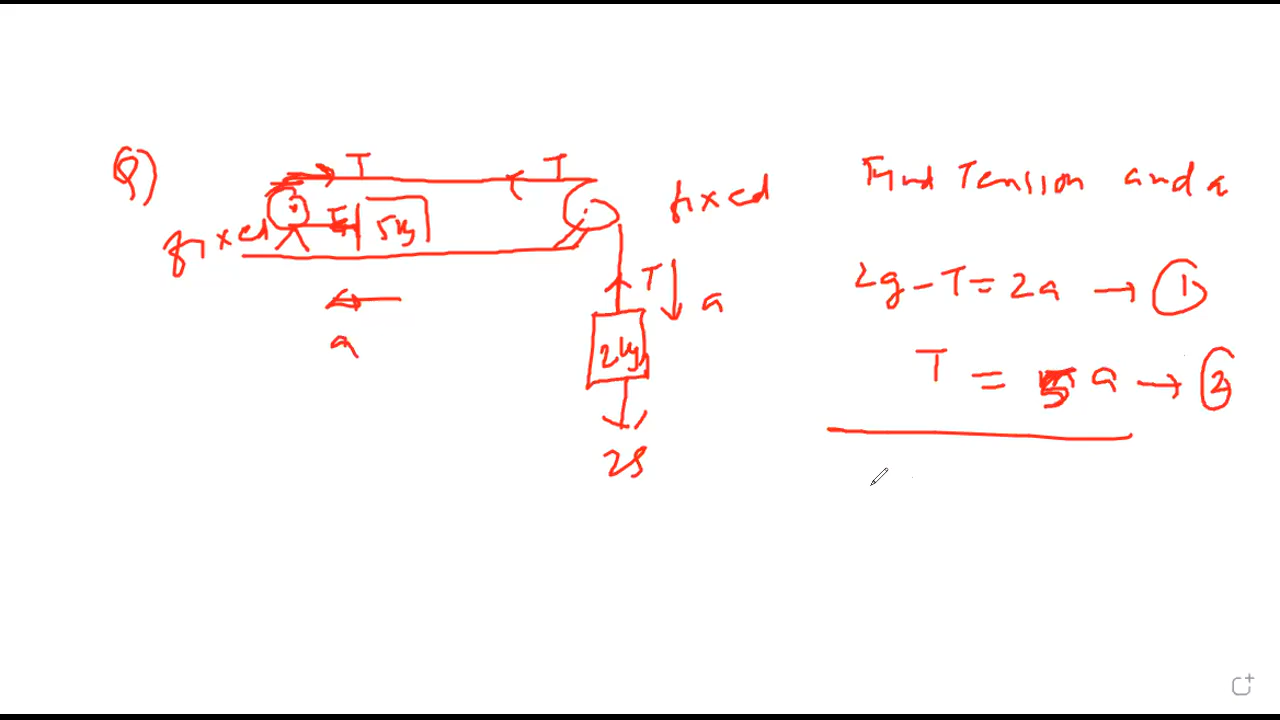 Q)
T
T
fixed
5kg
fixed
T
a
a
2kg
2g
Find Tension and a
2g - T = 2a → ①
T = 5a → ②